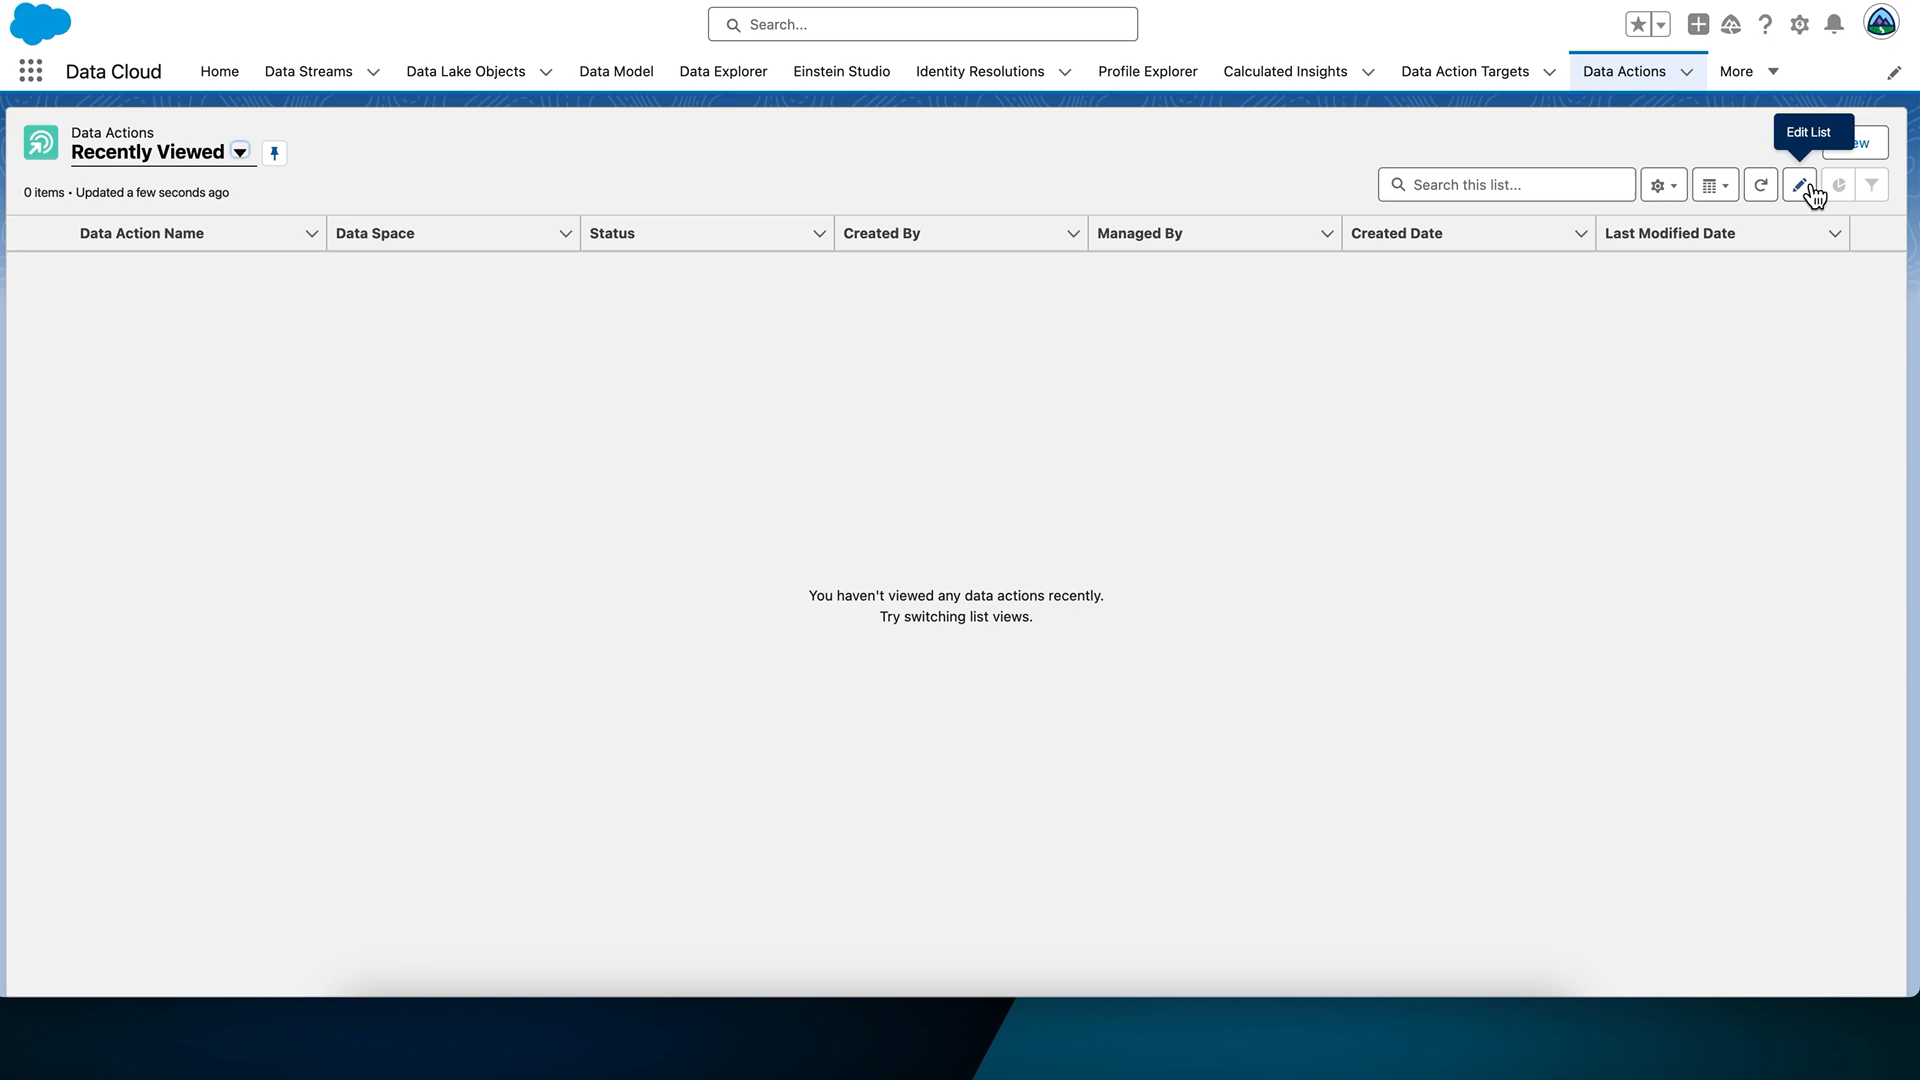 Search...
Data Cloud
Home
Data Streams
Data Lake Objects
Data Model
Data Explorer
Einstein Studio
Identity Resolutions
Profile Explorer
Calculated Insights
Data Action Targets
Data Actions
More
Data Actions
Recently Viewed
Edit List
0 items • Updated a few seconds ago
Search this list...
Data Action Name
Data Space
Status
Created By
Managed By
Created Date
Last Modified Date
You haven't viewed any data actions recently.
Try switching list views.